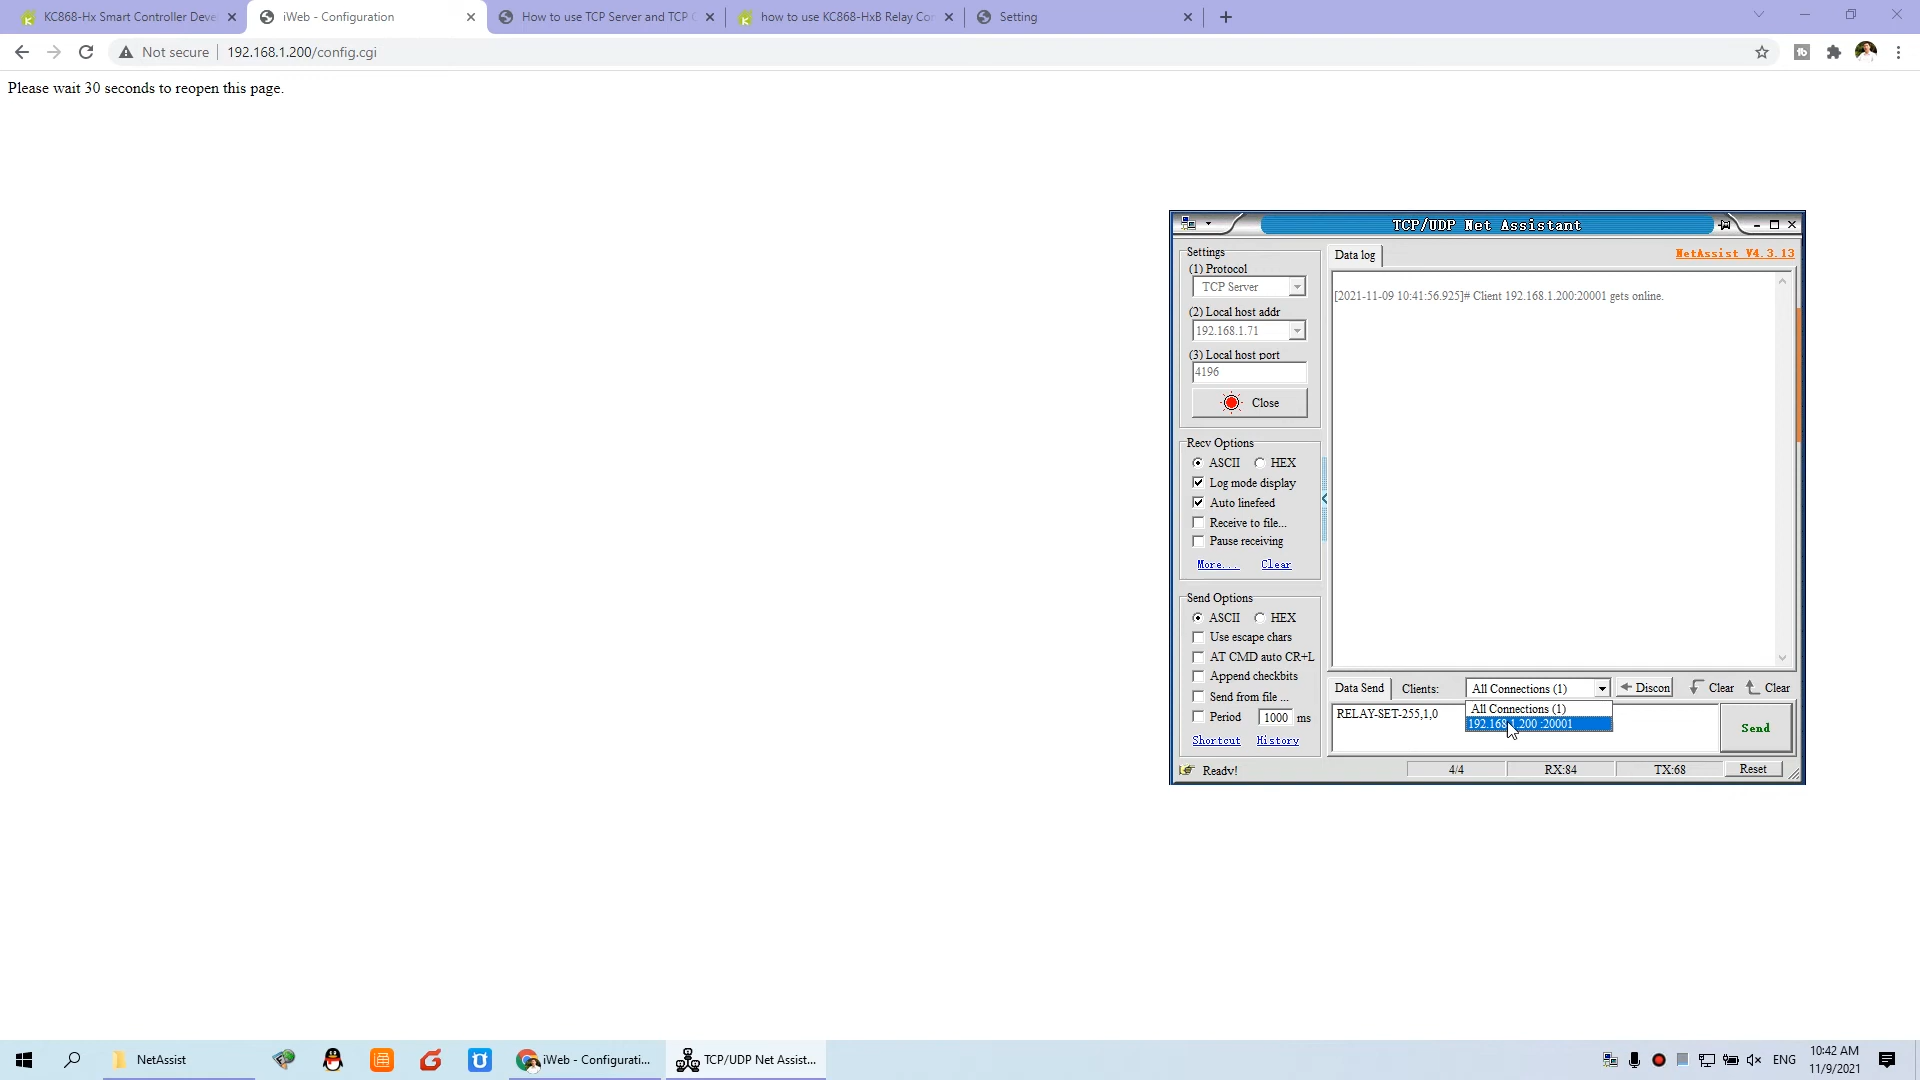 KC868-Hx Smart Controller Deve
iWeb - Configuration
How to use TCP Server and TCP C
how to use KC868-HxB Relay Con
Setting
Not secure
192.168.1.200/config.cgi
Please wait 30 seconds to reopen this page.
TCP/UDP Net Assistant
Settings
(1) Protocol
TCP Server
(2) Local host addr
192.168.1.71
(3) Local host port
4196
Close
Recv Options
ASCII
HEX
Log mode display
Auto linefeed
Receive to file...
Pause receiving
More...
Clear
Send Options
ASCII
HEX
Use escape chars
AT CMD auto CR+L
Append checkbits
Send from file ...
Period
1000
ms
Shortcut
History
Data log
NetAssist V4.3.13
[2021-11-09 10:41:56.925]# Client 192.168.1.200:20001 gets online.
Data Send
Clients:
All Connections (1)
Discon
Clear
Clear
All Connections (1)
192.168.1.200 :20001
RELAY-SET-255,1,0
Send
Ready!
4/4
RX:84
TX:68
Reset
NetAssist
iWeb - Configurati...
TCP/UDP Net Assist...
ENG
10:42 AM
11/9/2021